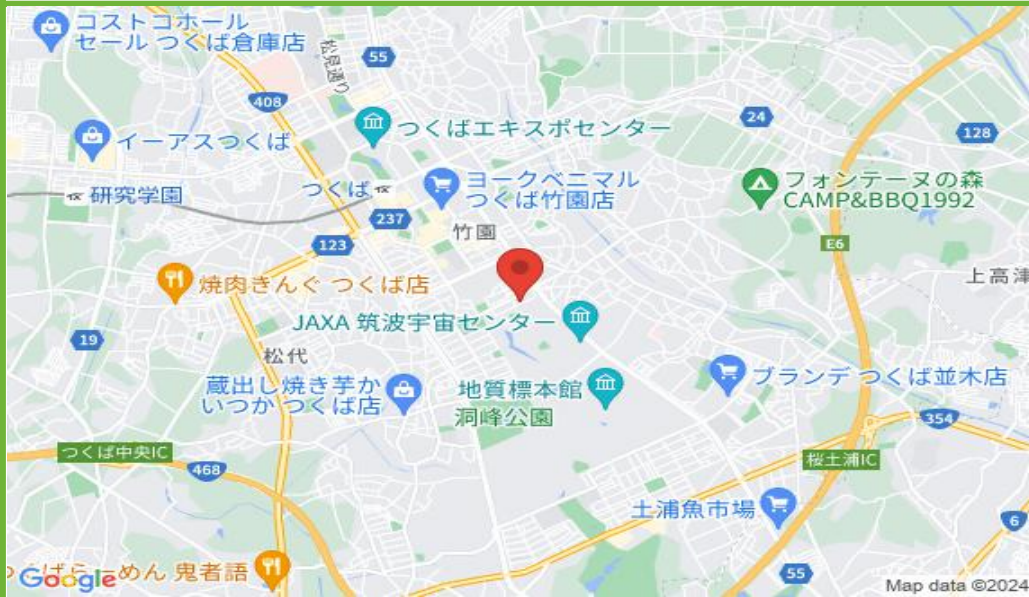 コストコホール
セール つくば倉庫店
松見通り
55
408
つくばエキスポセンター
24
128
イーアスつくば
研究学園
つくば
ヨークベニマル
つくば竹園店
フォンテーヌの森
CAMP&BBQ1992
237
竹園
123
E6
上高津
焼肉きんぐ つくば店
JAXA 筑波宇宙センター
19
松代
蔵出し焼き芋か
いつか つくば店
地質標本館
洞峰公園
ブランデ つくば並木店
354
つくば中央IC
468
桜土浦IC
土浦魚市場
6
めん 鬼者語
55
Google
Map data ©2024